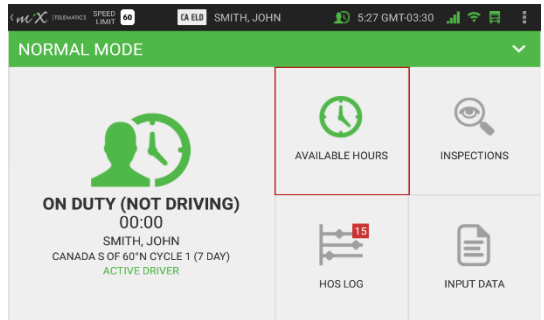 MiX TELEMATICS SPEED LIMIT 60 CA ELD SMITH, JOHN 5:27 GMT-03:30
NORMAL MODE
ON DUTY (NOT DRIVING)
00:00
SMITH, JOHN
CANADA S OF 60°N CYCLE 1 (7 DAY)
ACTIVE DRIVER
AVAILABLE HOURS
INSPECTIONS
15
HOS LOG
INPUT DATA